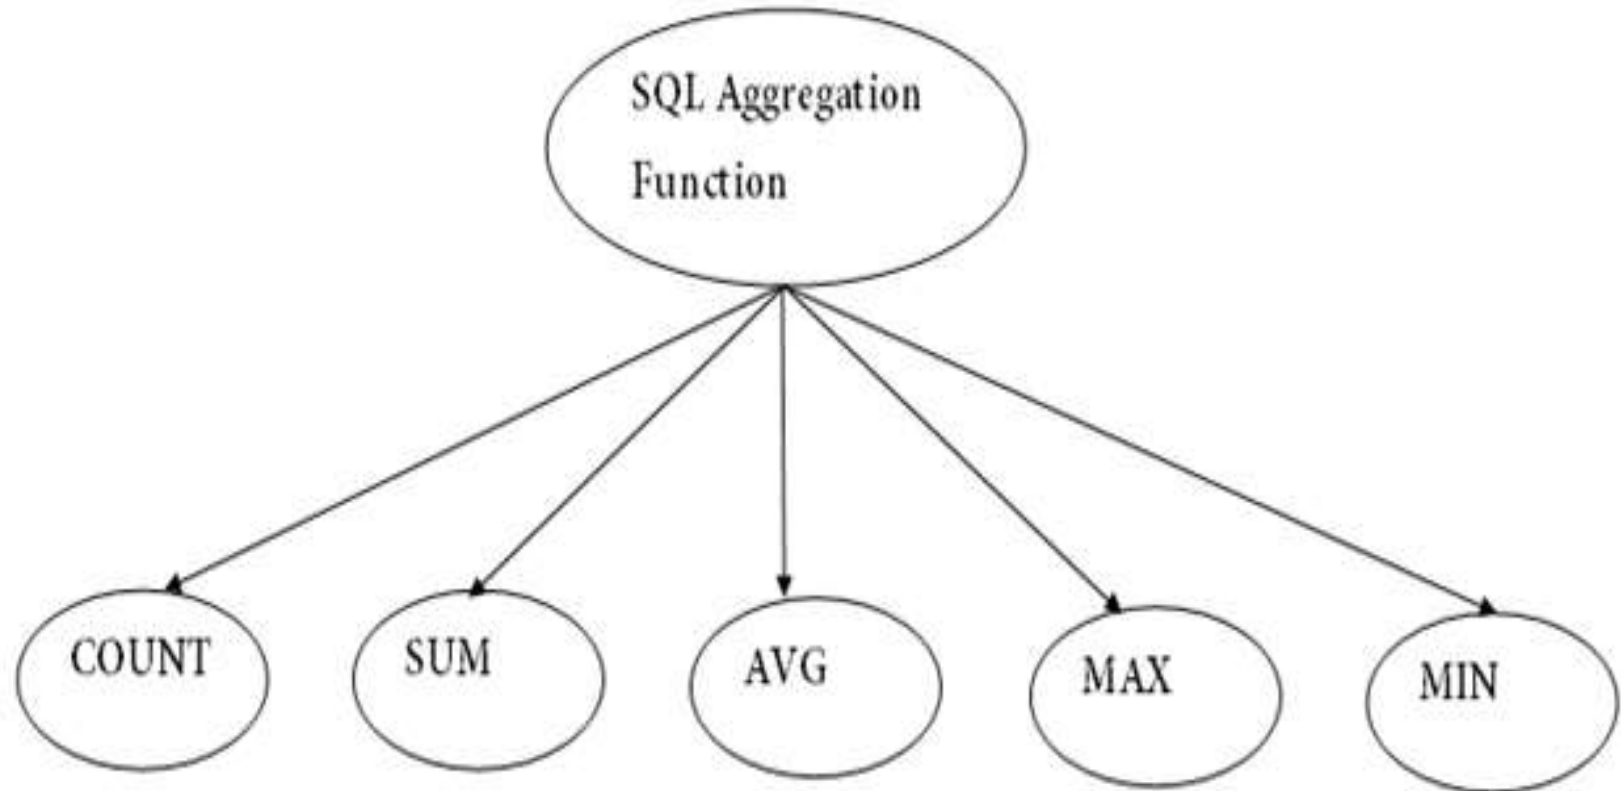 SQL Aggregation
Function
COUNT
SUM
AVG
MAX
MIN